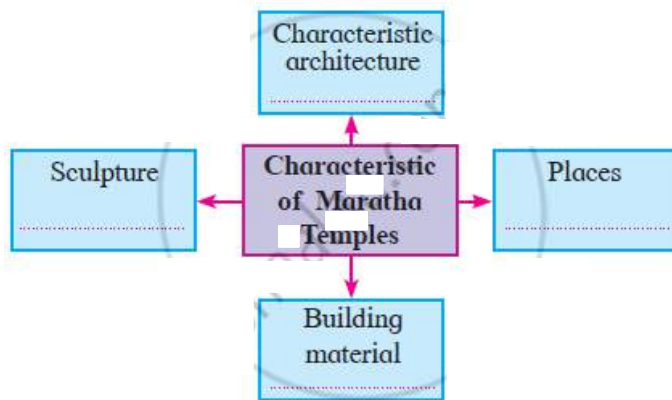 Characteristic
architecture
Sculpture
Characteristic
of Maratha
Temples
Places
Building
material